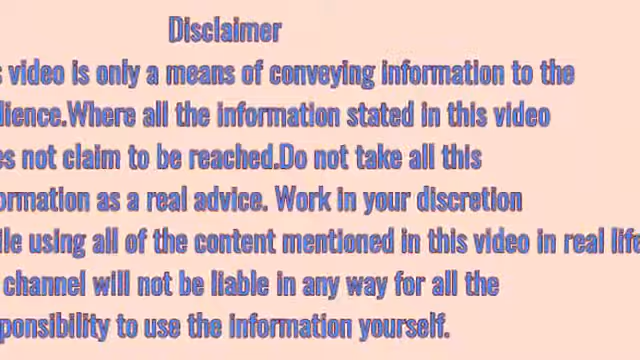 Disclaimer
s video is only a means of conveying information to the
dience.Where all the information stated in this video
es not claim to be reached.Do not take all this
ormation as a real advice. Work in your discretion
ile using all of the content mentioned in this video in real life
channel will not be liable in any way for all the
ponsibility to use the information yourself.